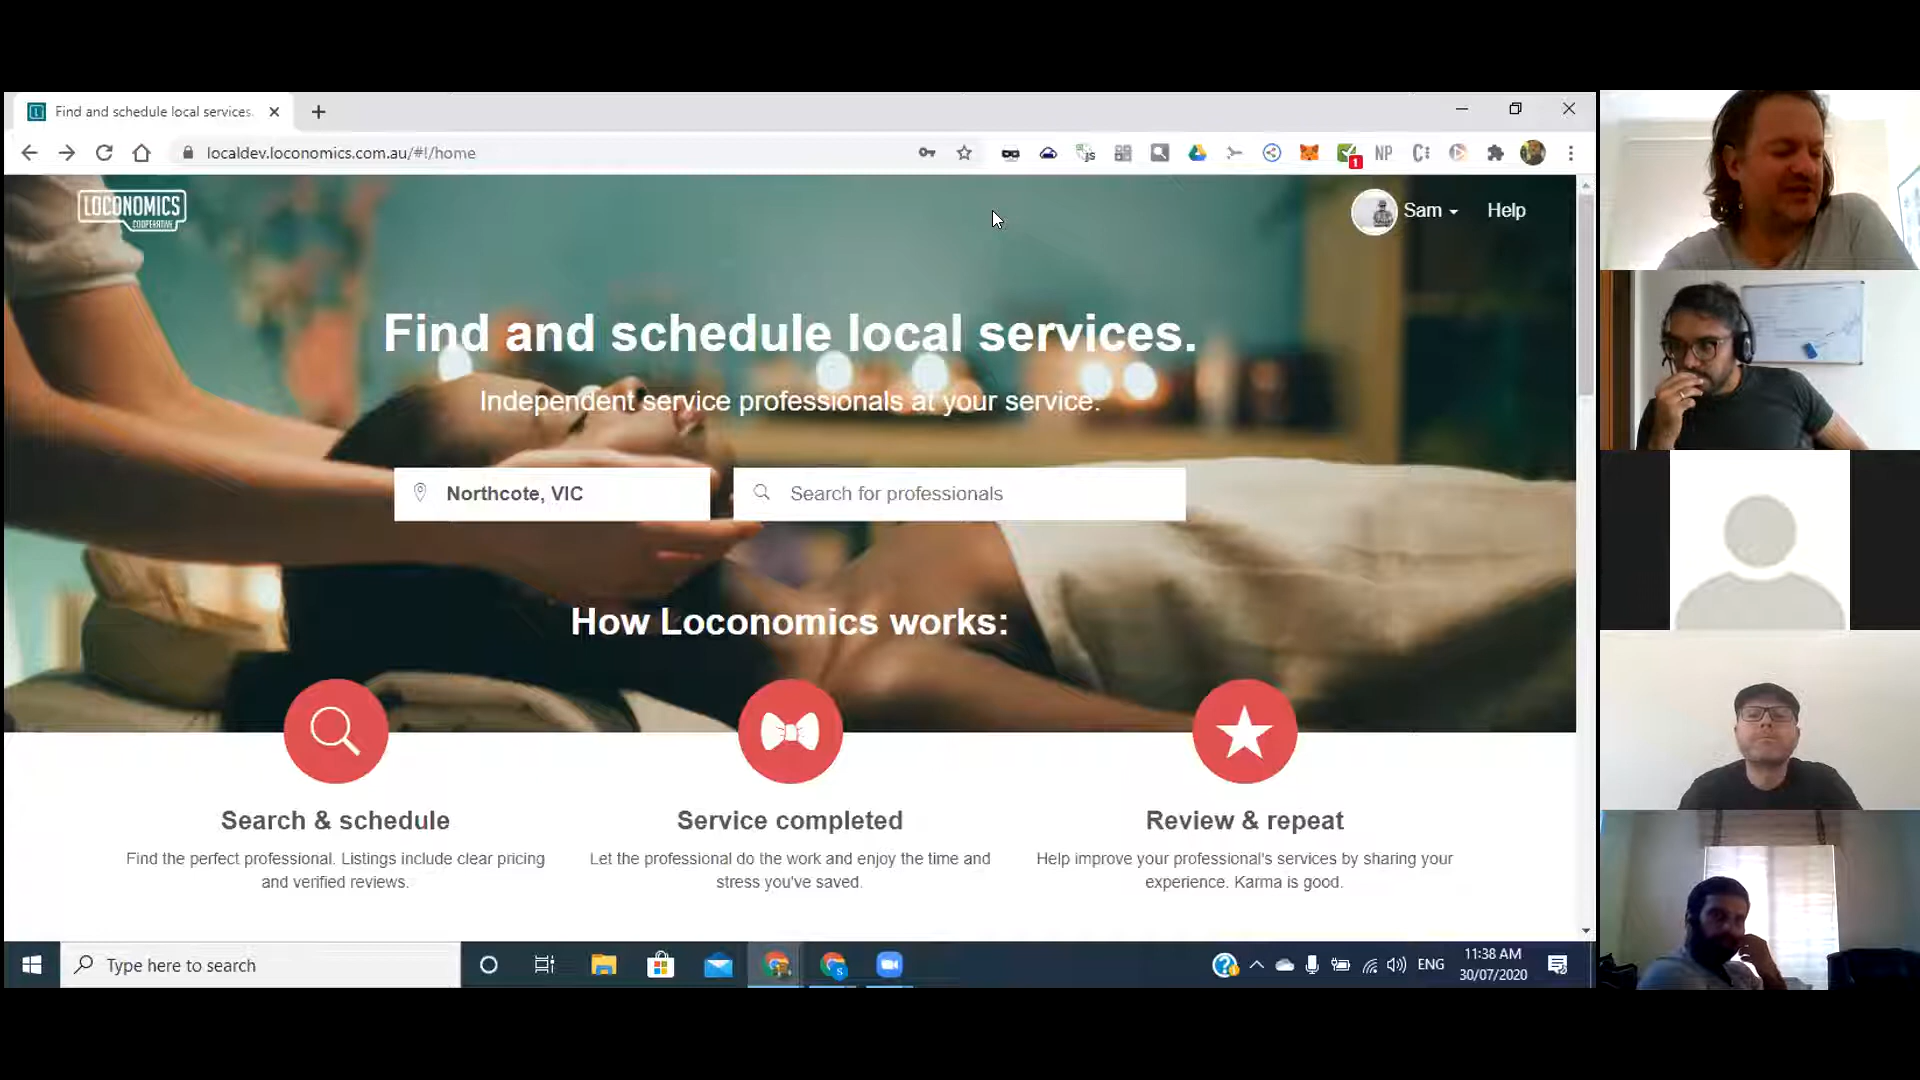 Find and schedule local services.
localdev.loconomics.com.au/#!/home
js
1
NP
LOCONOMICS
COOPERATIVE
Sam
Help
Find and schedule local services.
Independent service professionals at your service.
Northcote, VIC
Search for professionals
How Loconomics works:
Search & schedule
Service completed
Review & repeat
Find the perfect professional. Listings include clear pricing
and verified reviews.
Let the professional do the work and enjoy the time and
stress you've saved.
Help improve your professional's services by sharing your
experience. Karma is good.
Type here to search
S
ENG
11:38 AM
30/07/2020